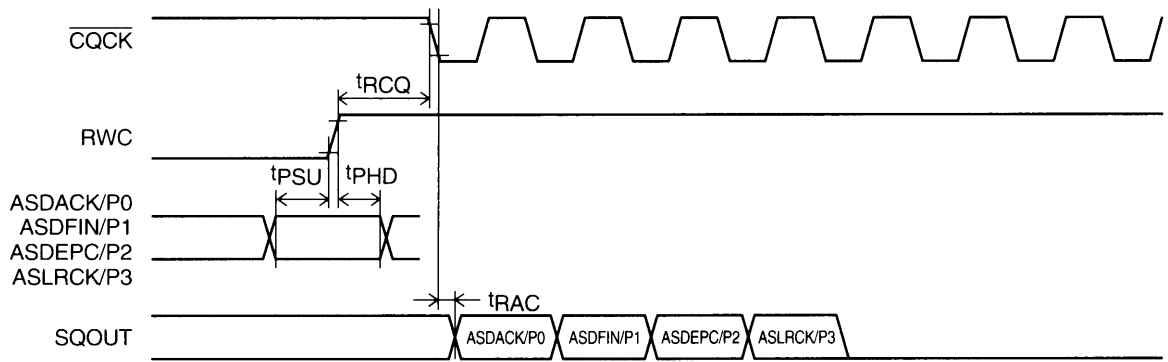 CQCK
tRCQ
RWC
tPSU
tPHD
ASDACK/P0
ASDFIN/P1
ASDEPC/P2
ASLRCK/P3
tRAC
SQOUT
ASDACK/P0 ASDFIN/P1 ASDEPC/P2 ASLRCK/P3